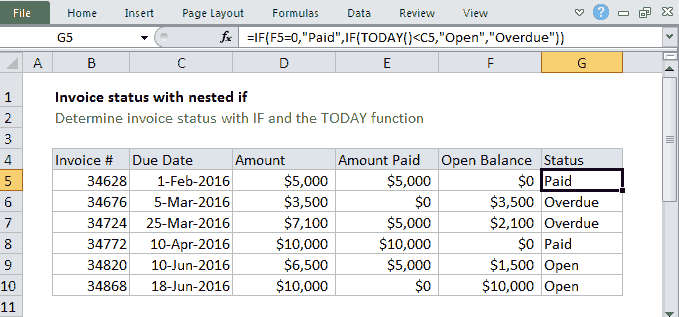 File Home Insert Page Layout Formulas Data Review View
G5 fx =IF(F5=0,"Paid",IF(TODAY()<C5,"Open","Overdue"))
A B C D E F G
1 Invoice status with nested if
2 Determine invoice status with IF and the TODAY function
3
4 Invoice # Due Date Amount Amount Paid Open Balance Status
5 34628 1-Feb-2016 $5,000 $5,000 $0 Paid
6 34676 5-Mar-2016 $3,500 $0 $3,500 Overdue
7 34724 25-Mar-2016 $7,100 $5,000 $2,100 Overdue
8 34772 10-Apr-2016 $10,000 $10,000 $0 Paid
9 34820 10-Jun-2016 $6,500 $5,000 $1,500 Open
10 34868 18-Jun-2016 $10,000 $0 $10,000 Open
11